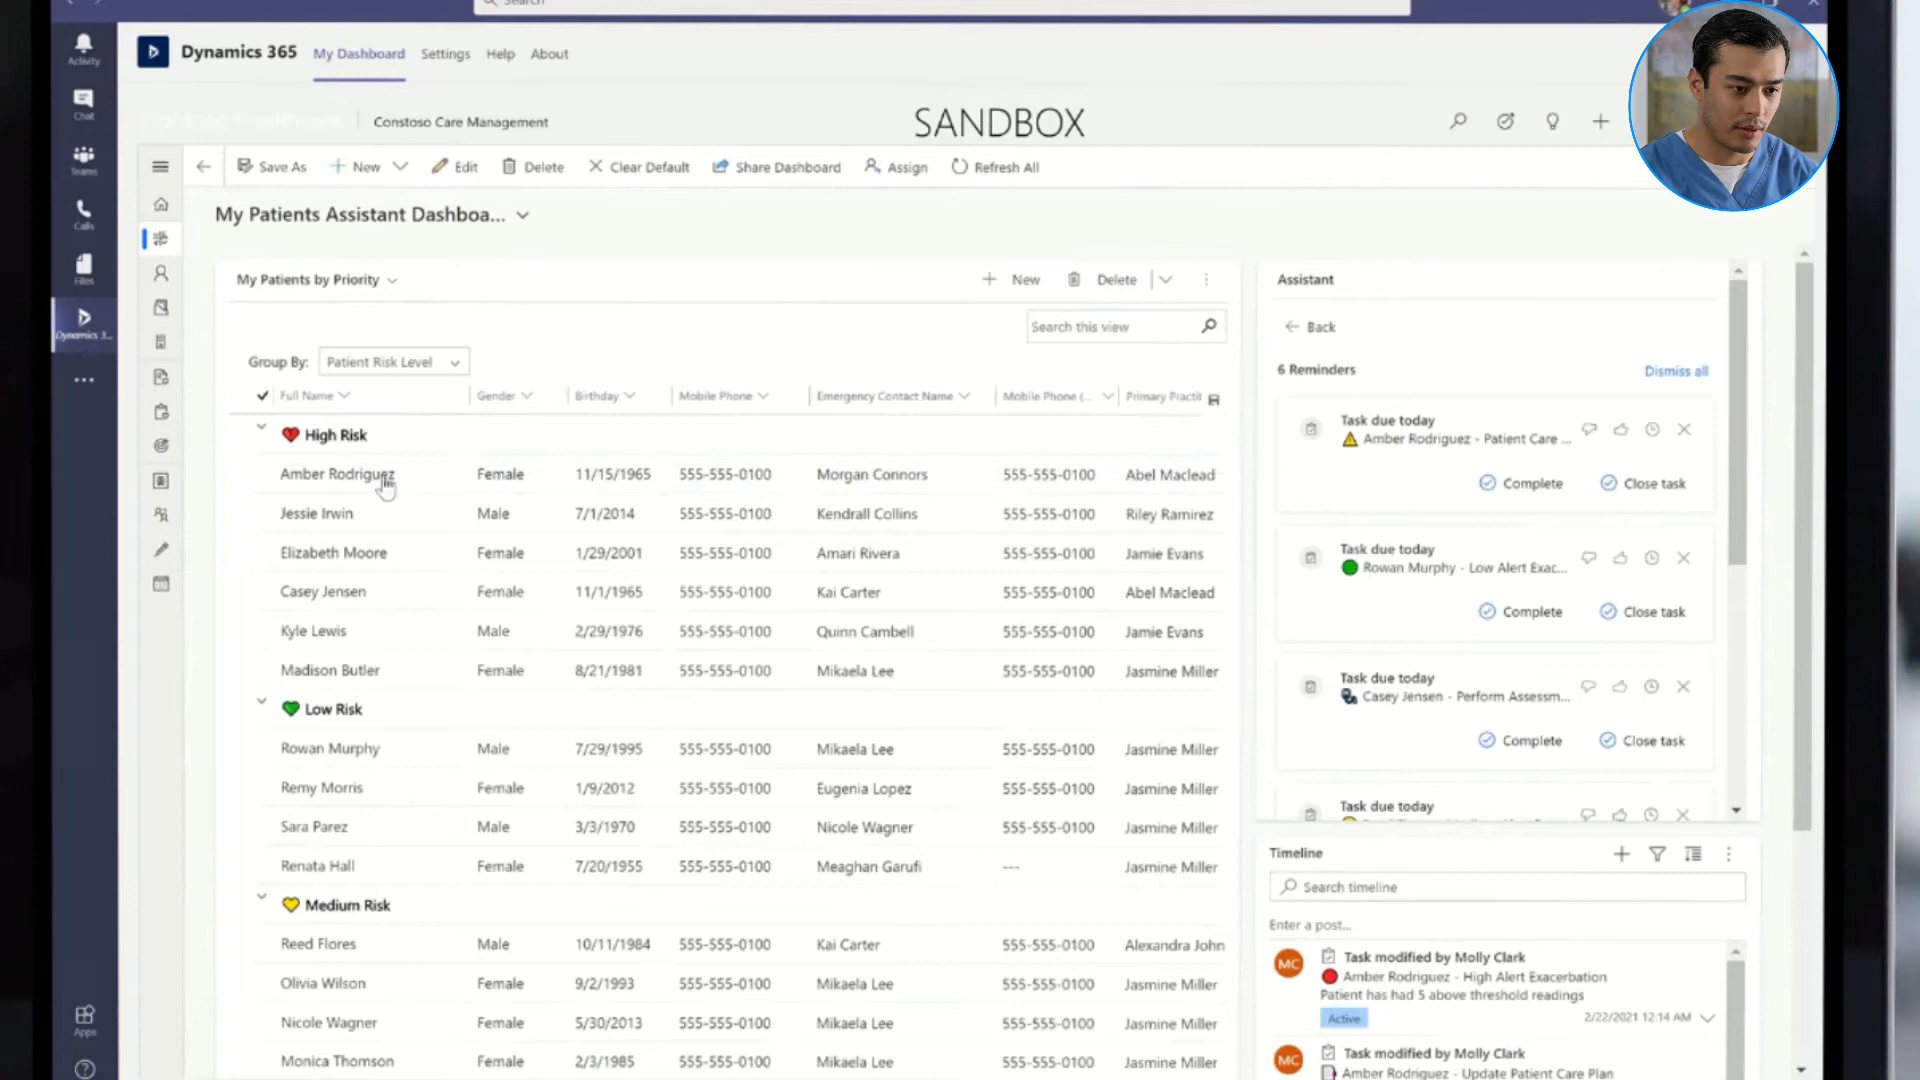 Search
Activity
Chat
Teams
Calls
Files
Dynamics 3...
Apps
Dynamics 365 My Dashboard Settings Help About
Constoso Care Management
SANDBOX
Save As New Edit Delete Clear Default Share Dashboard Assign Refresh All
My Patients Assistant Dashboa...
My Patients by Priority
New Delete
Search this view
Group By: Patient Risk Level
Full Name Gender Birthday Mobile Phone Emergency Contact Name Mobile Phone (... Primary Practit
High Risk
Amber Rodriguez Female 11/15/1965 555-555-0100 Morgan Connors 555-555-0100 Abel Maclead
Jessie Irwin Male 7/1/2014 555-555-0100 Kendrall Collins 555-555-0100 Riley Ramirez
Elizabeth Moore Female 1/29/2001 555-555-0100 Amari Rivera 555-555-0100 Jamie Evans
Casey Jensen Female 11/1/1965 555-555-0100 Kai Carter 555-555-0100 Abel Maclead
Kyle Lewis Male 2/29/1976 555-555-0100 Quinn Cambell 555-555-0100 Jamie Evans
Madison Butler Female 8/21/1981 555-555-0100 Mikaela Lee 555-555-0100 Jasmine Miller
Low Risk
Rowan Murphy Male 7/29/1995 555-555-0100 Mikaela Lee 555-555-0100 Jasmine Miller
Remy Morris Female 1/9/2012 555-555-0100 Eugenia Lopez 555-555-0100 Jasmine Miller
Sara Parez Male 3/3/1970 555-555-0100 Nicole Wagner 555-555-0100 Jasmine Miller
Renata Hall Female 7/20/1955 555-555-0100 Meaghan Garufi --- Jasmine Miller
Medium Risk
Reed Flores Male 10/11/1984 555-555-0100 Kai Carter 555-555-0100 Alexandra John
Olivia Wilson Female 9/2/1993 555-555-0100 Mikaela Lee 555-555-0100 Jasmine Miller
Nicole Wagner Female 5/30/2013 555-555-0100 Mikaela Lee 555-555-0100 Jasmine Miller
Monica Thomson Female 2/3/1985 555-555-0100 Mikaela Lee 555-555-0100 Jasmine Miller
Assistant
Back
6 Reminders Dismiss all
Task due today
Amber Rodriguez - Patient Care ...
Complete Close task
Task due today
Rowan Murphy - Low Alert Exac...
Complete Close task
Task due today
Casey Jensen - Perform Assessm...
Complete Close task
Task due today
Timeline
Search timeline
Enter a post...
MC
Task modified by Molly Clark
Amber Rodriguez - High Alert Exacerbation
Patient has had 5 above threshold readings
Active 2/22/2021 12:14 AM
MC
Task modified by Molly Clark
Amber Rodriguez - Update Patient Care Plan